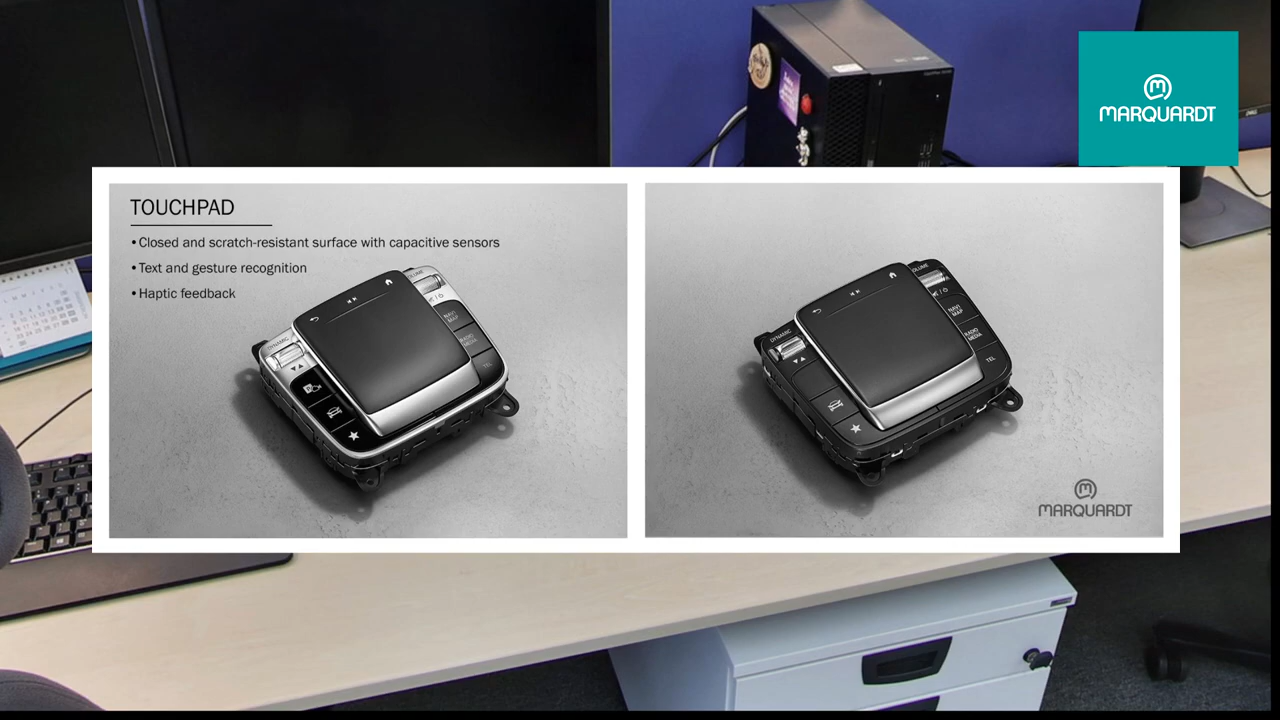 MARQUARDT
TOUCHPAD
•Closed and scratch-resistant surface with capacitive sensors
•Text and gesture recognition
•Haptic feedback
DYNAMIC
NAVI
MAP
RADIO
MEDIA
TEL
DYNAMIC
VOLUME
NAVI
MAP
RADIO
MEDIA
TEL
MARQUARDT